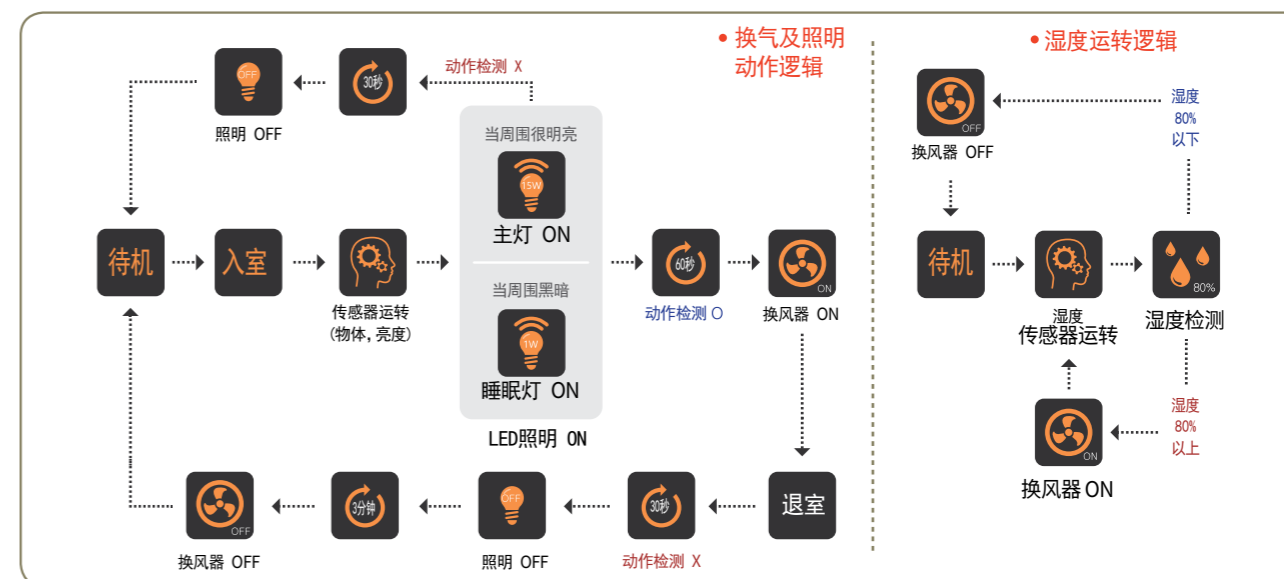 • 换气及照明
动作逻辑
OFF
照明 OFF
30秒
动作检测 X
当周围很明亮
15W
主灯 ON
当周围黑暗
1W
睡眠灯 ON
LED照明 ON
待机
入室
传感器运转
(物体, 亮度)
60秒
动作检测 O
ON
换风器 ON
退室
30秒
动作检测 X
OFF
照明 OFF
3分钟
OFF
换风器 OFF
• 湿度运转逻辑
OFF
换风器 OFF
湿度
80%
以下
待机
湿度
传感器运转
80%
湿度检测
湿度
80%
以上
ON
换风器 ON